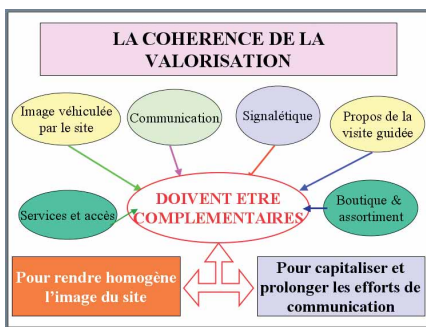 LA COHERENCE DE LA
VALORISATION
Image véhiculée
par le site
Communication
Signalétique
Propos de la
visite guidée
Services et accès
DOIVENT ETRE
COMPLEMENTAIRES
Boutique &
assortiment
Pour rendre homogène
l'image du site
Pour capitaliser et
prolonger les efforts de
communication